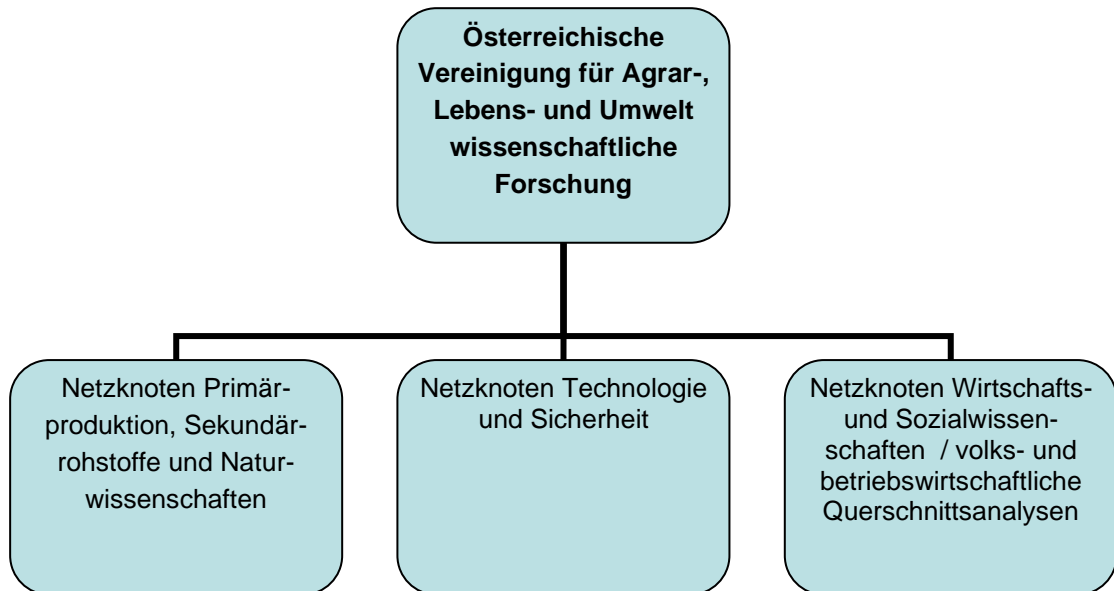 Österreichische
Vereinigung für Agrar-,
Lebens- und Umwelt
wissenschaftliche
Forschung
Netzknoten Primär-
produktion, Sekundär-
rohstoffe und Natur-
wissenschaften
Netzknoten Technologie
und Sicherheit
Netzknoten Wirtschafts-
und Sozialwissen-
schaften / volks- und
betriebswirtschaftliche
Querschnittsanalysen